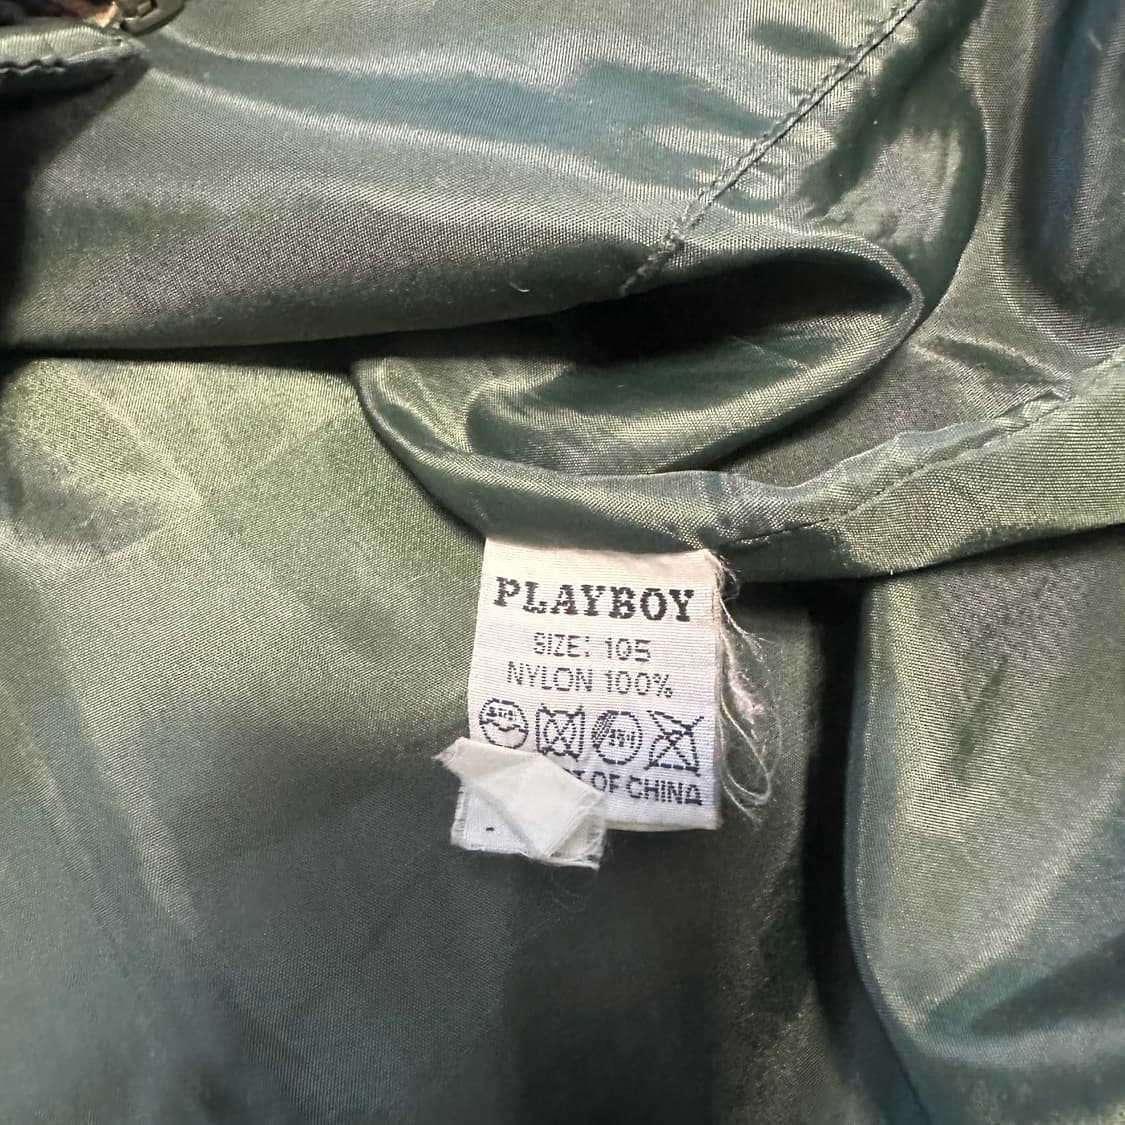 PLAYBOY
SIZE: 105
NYLON 100%
OF CHINA